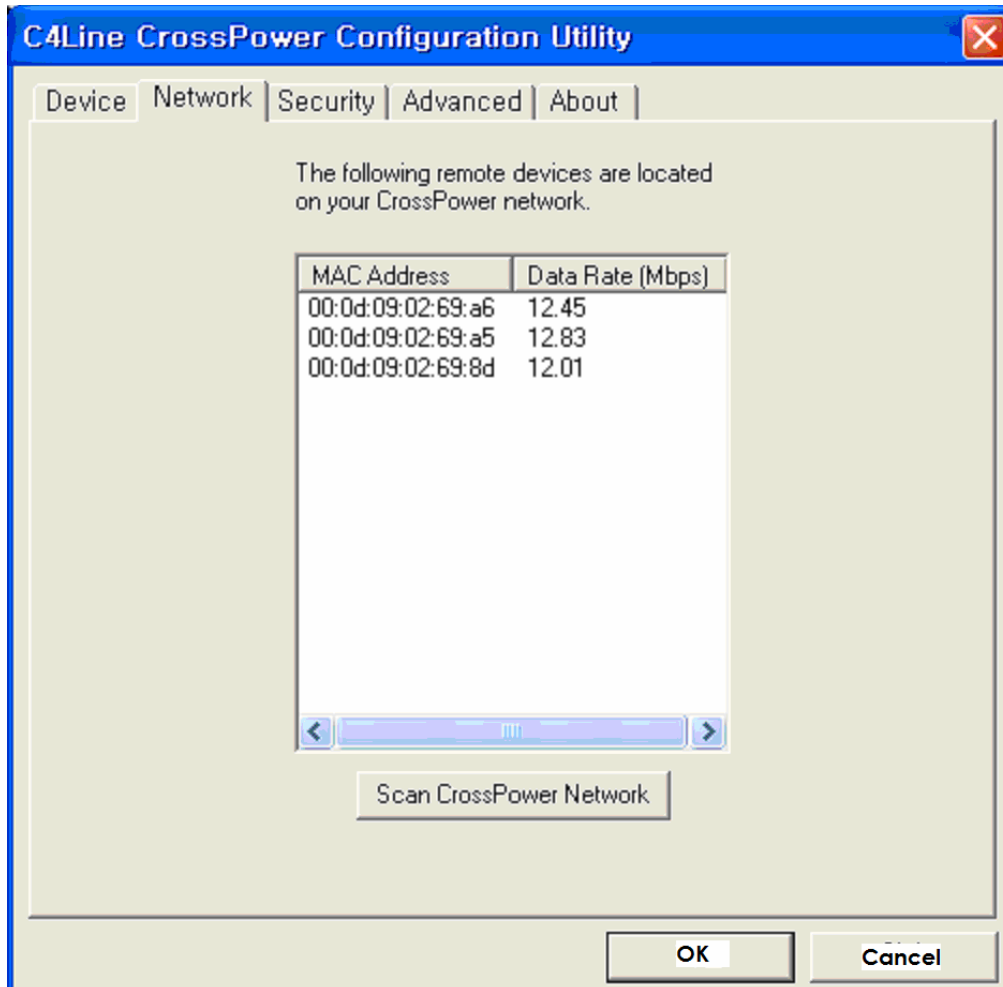 C4Line CrossPower Configuration Utility
Device Network Security Advanced About
The following remote devices are located
on your CrossPower network.
MAC Address Data Rate (Mbps)
00:0d:09:02:69:a6 12.45
00:0d:09:02:69:a5 12.83
00:0d:09:02:69:8d 12.01
Scan CrossPower Network
OK Cancel